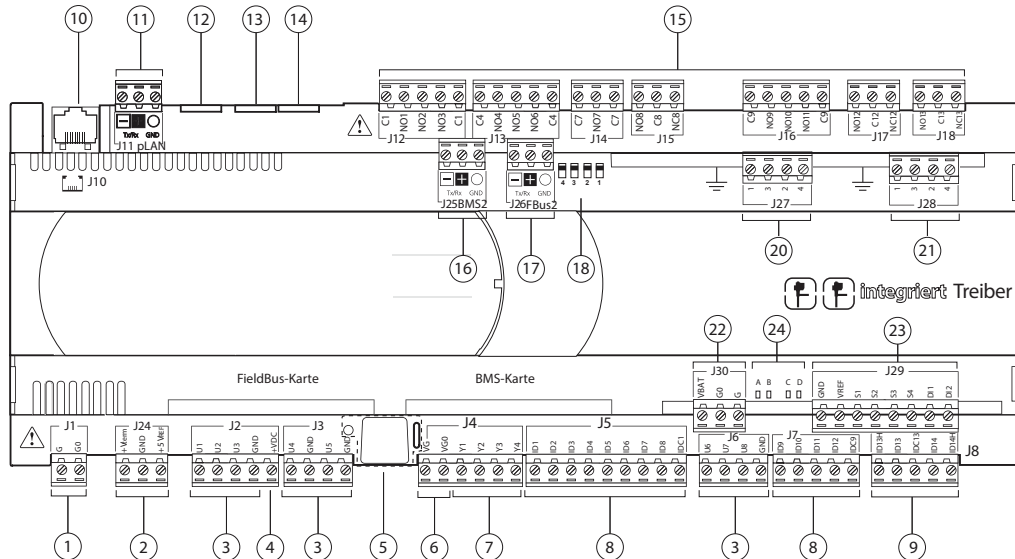 10 11 12 13 14 15
C1 NO1 NO2 NO3 C1 C4 NO4 NO5 NO6 C4 C7 NO7 C7 NO8 C8 NC8 C9 NO9 NO10 NO11 C9 NO12 C12 NC12 NO13 C13 NC13
J12 J13 J14 J15 J16 J17 J18
Tx/Rx GND
J11 pLAN
J10
Tx/Rx GND
J25BMS2
Tx/Rx GND
J26FBus2
4 3 2 1
1 3 2 4
J27
1 3 2 4
J28
16 17 18 20 21
integriert Treiber
22 24 23
J30 J29
VBAT G0 G
A B C D
GND VREF S1 S2 S3 S4 DI1 DI2
FieldBus-Karte BMS-Karte
J1 J24 J2 J3 J4 J5 J6 J7 J8
G G0
+Vterm GND +5 VREF
U1 U2 U3 GND +VDC
U4 GND U5 GND
VG VG0 Y1 Y2 Y3 Y4
ID1 ID2 ID3 ID4 ID5 ID6 ID7 ID8 IDC1
U6 U7 U8 GND
ID9 ID10 ID11 ID12 IDC9
ID13H ID13 IDC13 ID14 ID14H
1 2 3 4 3 5 6 7 8 3 8 9